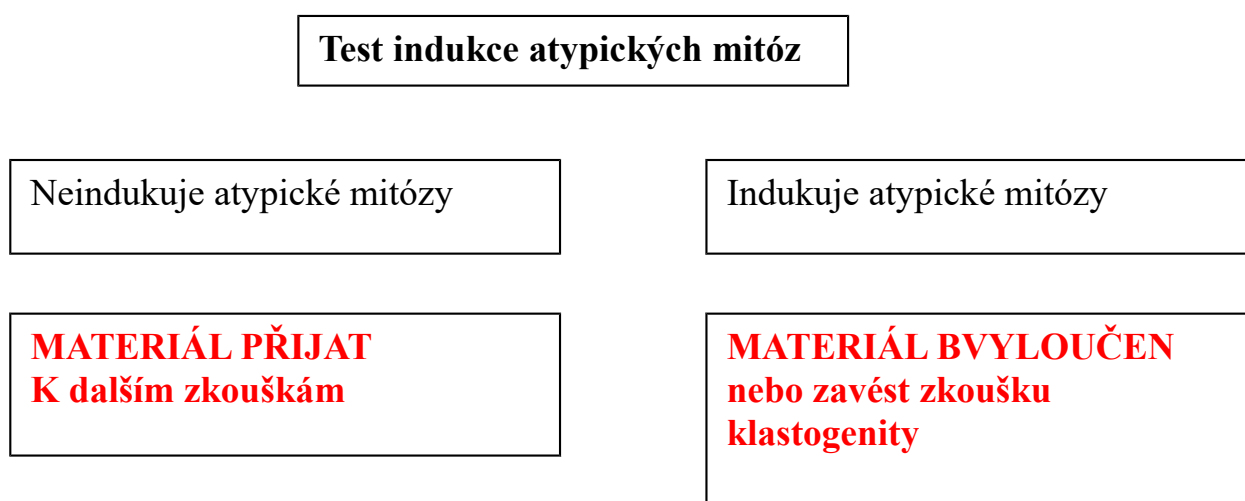 Test indukce atypických mitóz
Neindukuje atypické mitózy
Indukuje atypické mitózy
MATERIÁL PŘIJAT
K dalším zkouškám
MATERIÁL BVYLOUČEN
nebo zavést zkoušku
klastogenity